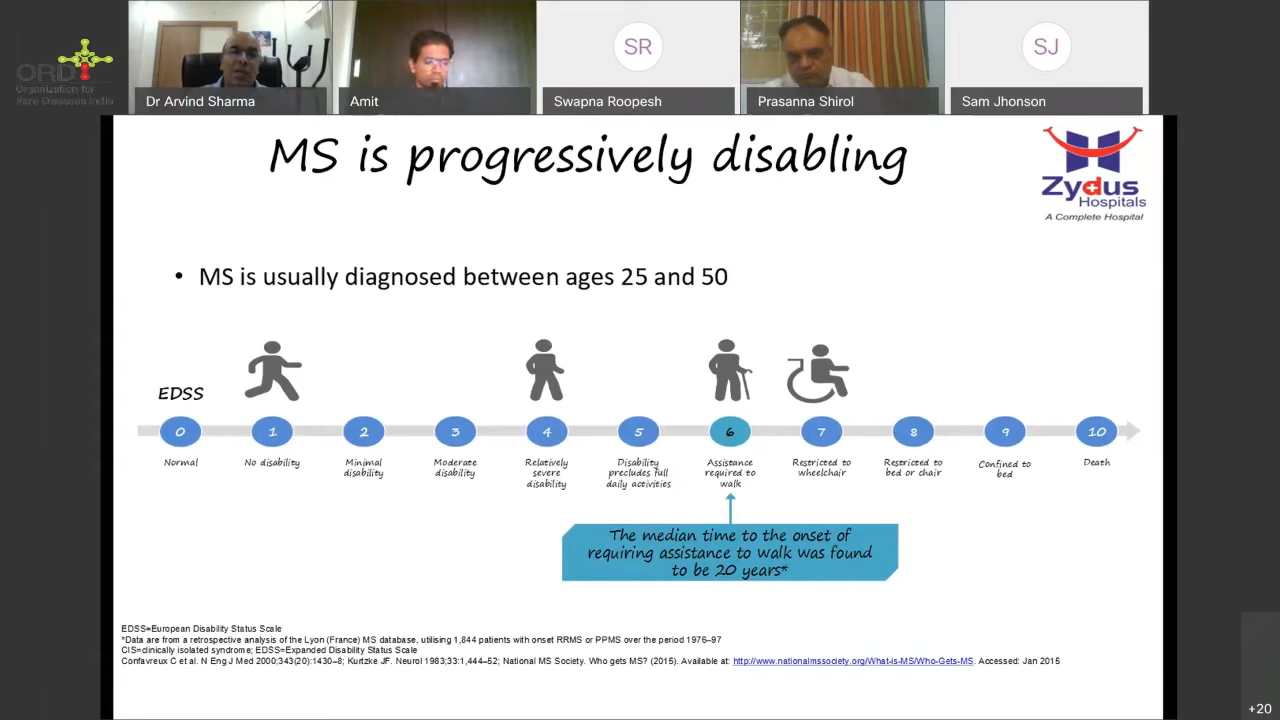 ORDI
Organization for
Rare Diseases India
SR
SJ
Dr Arvind Sharma
Amit
Swapna Roopesh
Prasanna Shirol
Sam Jhonson
MS is progressively disabling
Zydus
Hospitals
A Complete Hospital
• MS is usually diagnosed between ages 25 and 50
EDSS
0 1 2 3 4 5 6 7 8 9 10
Normal
No disability
Minimal
disability
Moderate
disability
Relatively
severe
disability
Disability
precludes full
daily activities
Assistance
required to
walk
Restricted to
wheelchair
Restricted to
bed or chair
Confined to
bed
Death
The median time to the onset of
requiring assistance to walk was found
to be 20 years*
EDSS=European Disability Status Scale
*Data are from a retrospective analysis of the Lyon (France) MS database, utilising 1,844 patients with onset RRMS or PPMS over the period 1976–97
CIS=clinically isolated syndrome; EDSS=Expanded Disability Status Scale
Confavreux C et al. N Eng J Med 2000;343(20):1430–8; Kurtzke JF. Neurol 1983;33:1,444–52; National MS Society. Who gets MS? (2015). Available at: http://www.nationalmssociety.org/What-is-MS/Who-Gets-MS. Accessed: Jan 2015
+20